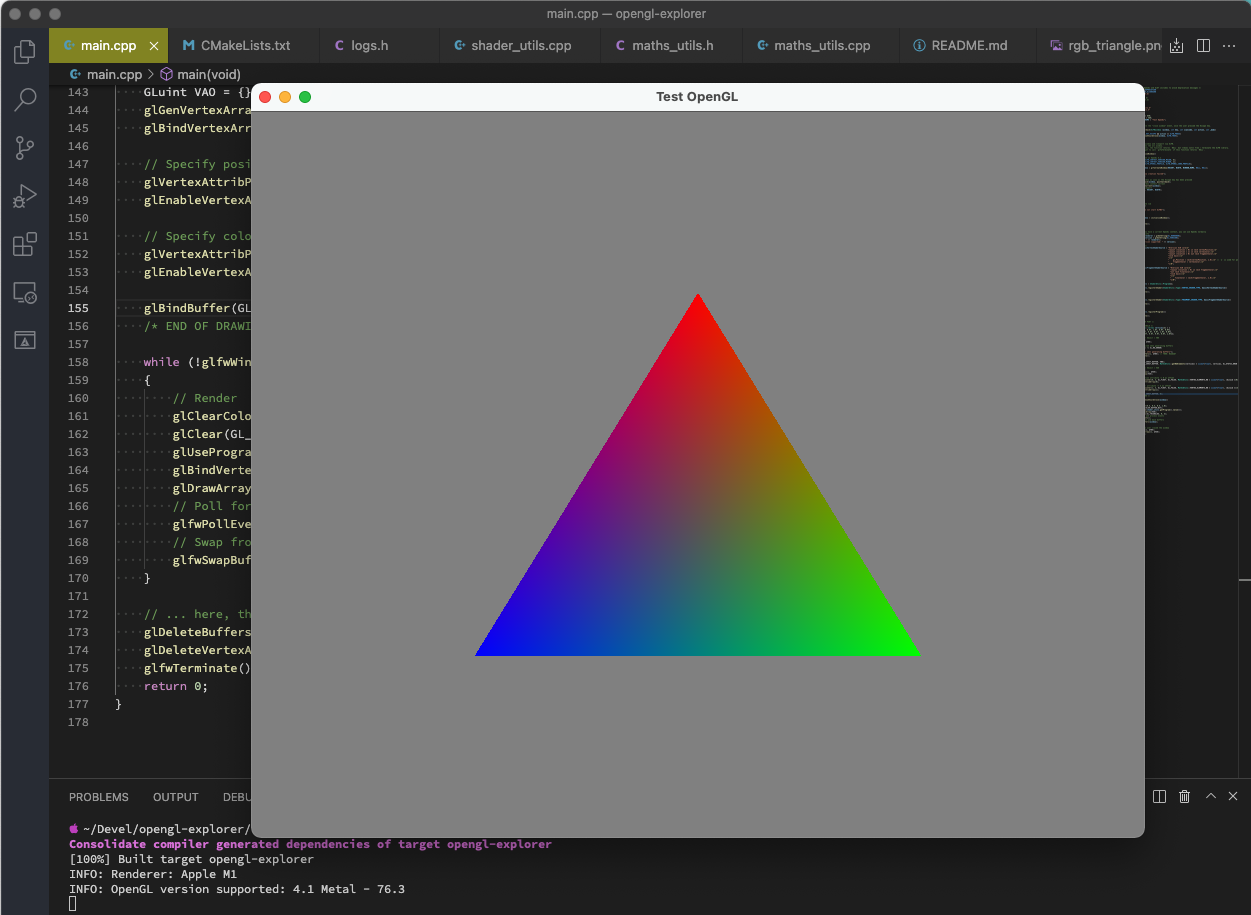 main.cpp — opengl-explorer
main.cpp CMakeLists.txt logs.h shader_utils.cpp maths_utils.h maths_utils.cpp README.md rgb_triangle.pn
main.cpp > main(void)
Test OpenGL
143 GLuint VAO = {}
144 glGenVertexArra
145 glBindVertexArr
146
147 // Specify posi
148 glVertexAttribP
149 glEnableVertexA
150
151 // Specify colo
152 glVertexAttribP
153 glEnableVertexA
154
155 glBindBuffer(GL
156 /* END OF DRAWI
157
158 while (!glfwWin
159 {
160 // Render
161 glClearColo
162 glClear(GL_
163 glUseProgra
164 glBindVerte
165 glDrawArray
166 // Poll for
167 glfwPollEve
168 // Swap fro
169 glfwSwapBuf
170 }
171
172 // ... here, th
173 glDeleteBuffers
174 glDeleteVertexA
175 glfwTerminate()
176 return 0;
177 }
178
PROBLEMS OUTPUT DEBU
~/Devel/opengl-explorer/
Consolidate compiler generated dependencies of target opengl-explorer
[100%] Built target opengl-explorer
INFO: Renderer: Apple M1
INFO: OpenGL version supported: 4.1 Metal - 76.3